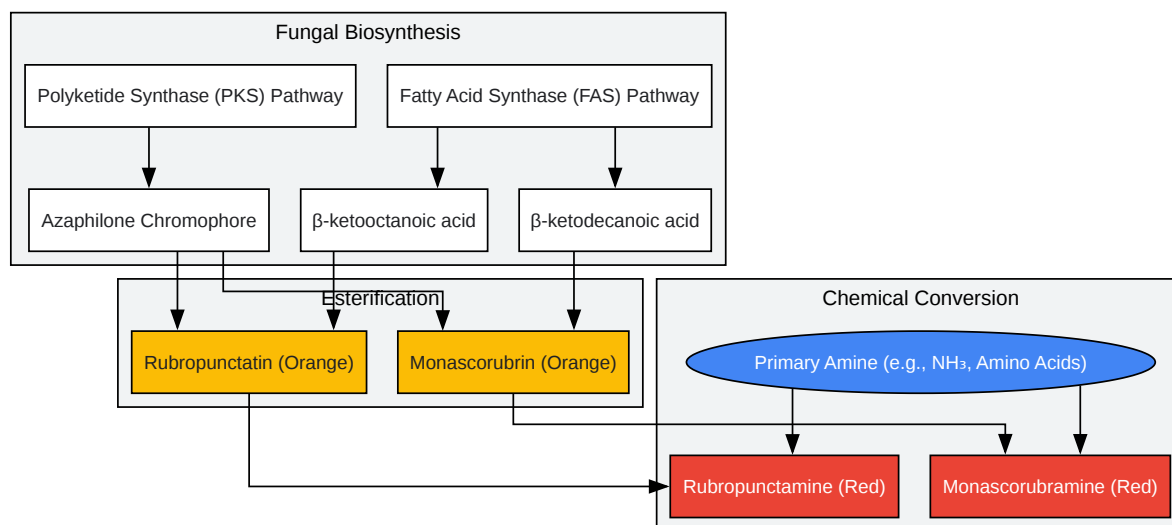 Fungal Biosynthesis
Polyketide Synthase (PKS) Pathway
Fatty Acid Synthase (FAS) Pathway
Azaphilone Chromophore
β-ketooctanoic acid
β-ketodecanoic acid
Esterification
Chemical Conversion
Rubropunctatin (Orange)
Monascorubrin (Orange)
Primary Amine (e.g., NH₃, Amino Acids)
Rubropunctamine (Red)
Monascorubramine (Red)